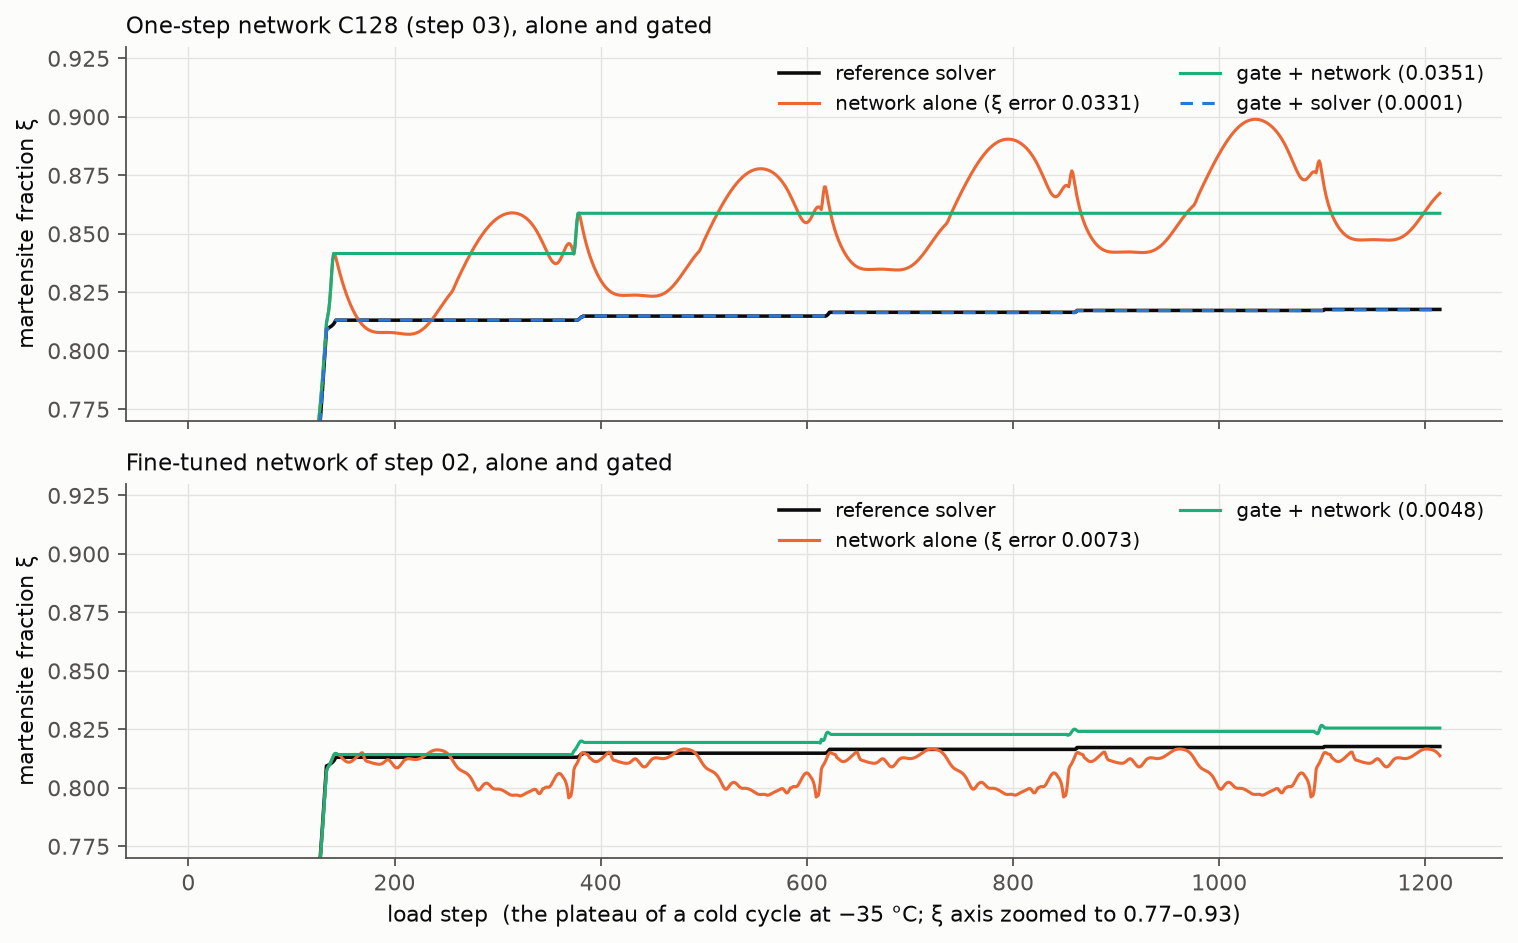 One-step network C128 (step 03), alone and gated
0.925
0.900
0.875
0.850
0.825
0.800
0.775
martensite fraction ξ
reference solver
network alone (ξ error 0.0331)
gate + network (0.0351)
gate + solver (0.0001)
Fine-tuned network of step 02, alone and gated
0.925
0.900
0.875
0.850
0.825
0.800
0.775
martensite fraction ξ
reference solver
network alone (ξ error 0.0073)
gate + network (0.0048)
0 200 400 600 800 1000 1200
load step (the plateau of a cold cycle at −35 °C; ξ axis zoomed to 0.77–0.93)